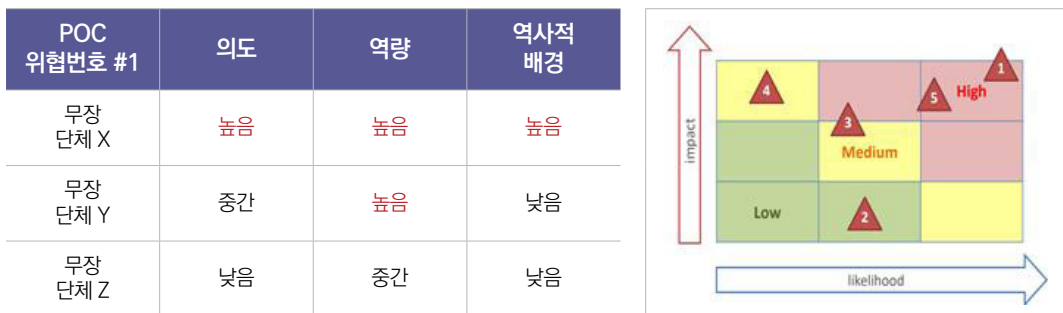 POC
위협번호 #1
의도
역량
역사적
배경
무장
단체 X
높음
높음
높음
무장
단체 Y
중간
높음
낮음
무장
단체 Z
낮음
중간
낮음
impact
4
3
5
1
High
Medium
Low
2
likelihood